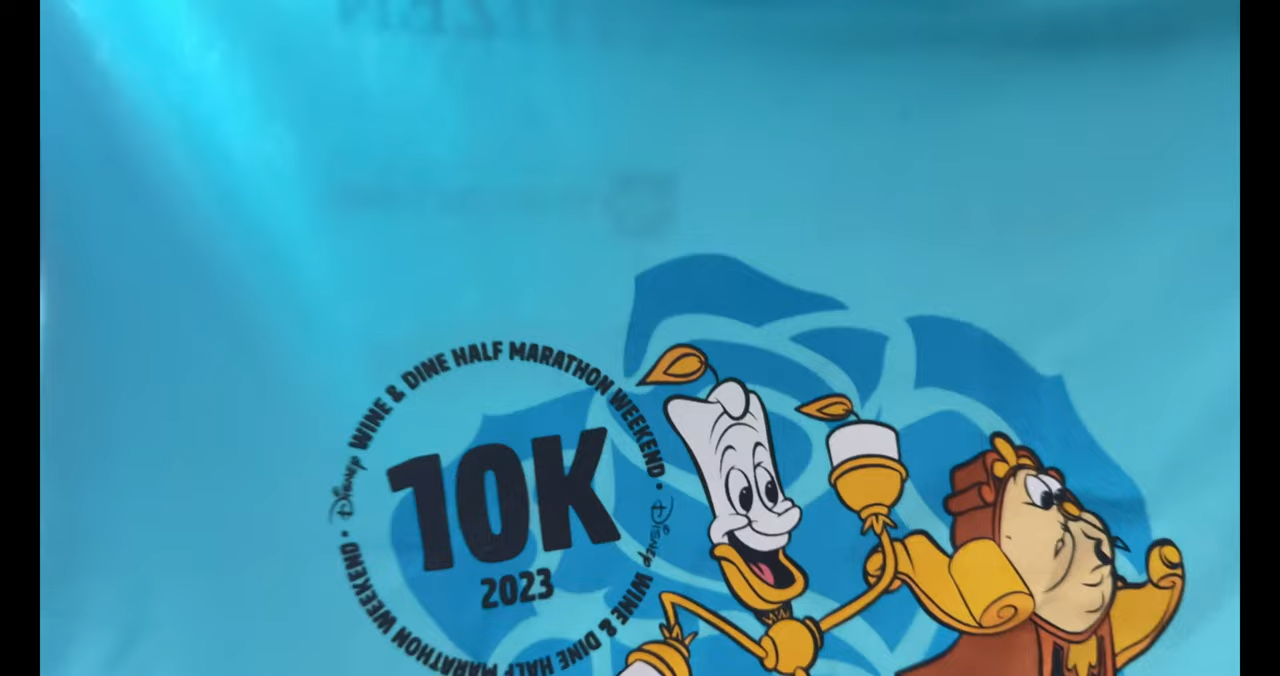 Disney WINE & DINE HALF MARATHON WEEKEND •
Disney WINE & DINE HALF MARATHON WEEKEND •
10K
2023